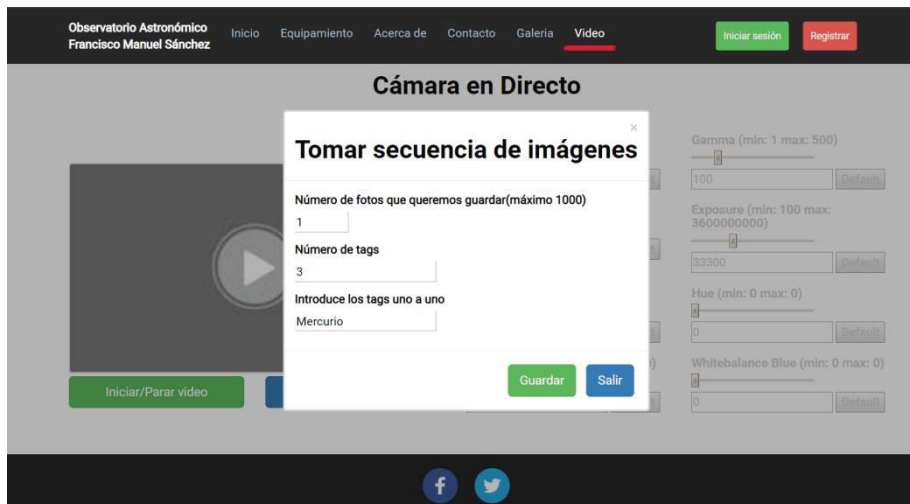 Observatorio Astronómico
Francisco Manuel Sánchez
Inicio
Equipamiento
Acerca de
Contacto
Galeria
Video
Iniciar sesión
Registrar
Cámara en Directo
×
Tomar secuencia de imágenes
Número de fotos que queremos guardar(máximo 1000)
1
Número de tags
3
Introduce los tags uno a uno
Mercurio
Guardar
Salir
Iniciar/Parar vídeo
Gamma (min: 1 max: 500)
100
Default
Exposure (min: 100 max:
3600000000)
33300
Default
Hue (min: 0 max: 0)
0
Default
Whitebalance Blue (min: 0 max: 0)
0
Default